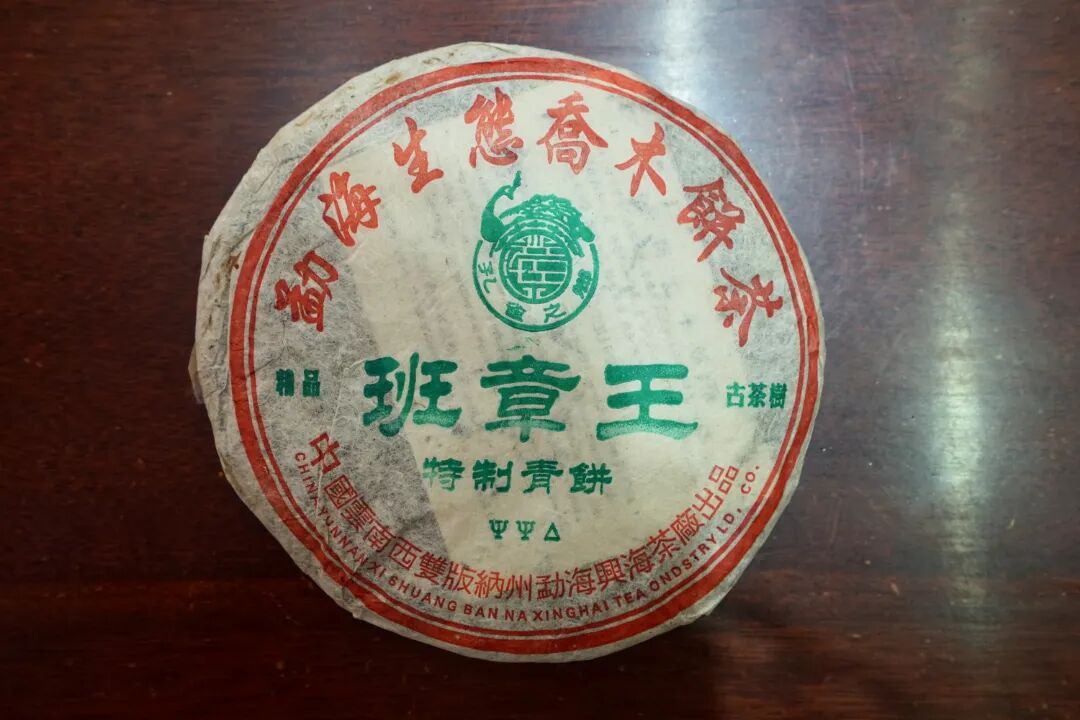 勐海生態喬木餅茶
孔雀之鄉
精品
班章王
古茶樹
特制青餅
中國雲南西雙版納州勐海興海茶廠出品
CHINA YUNNAN XI SHUANG BAN NA XINGHAI TEA ONDSTRY LD, CO.